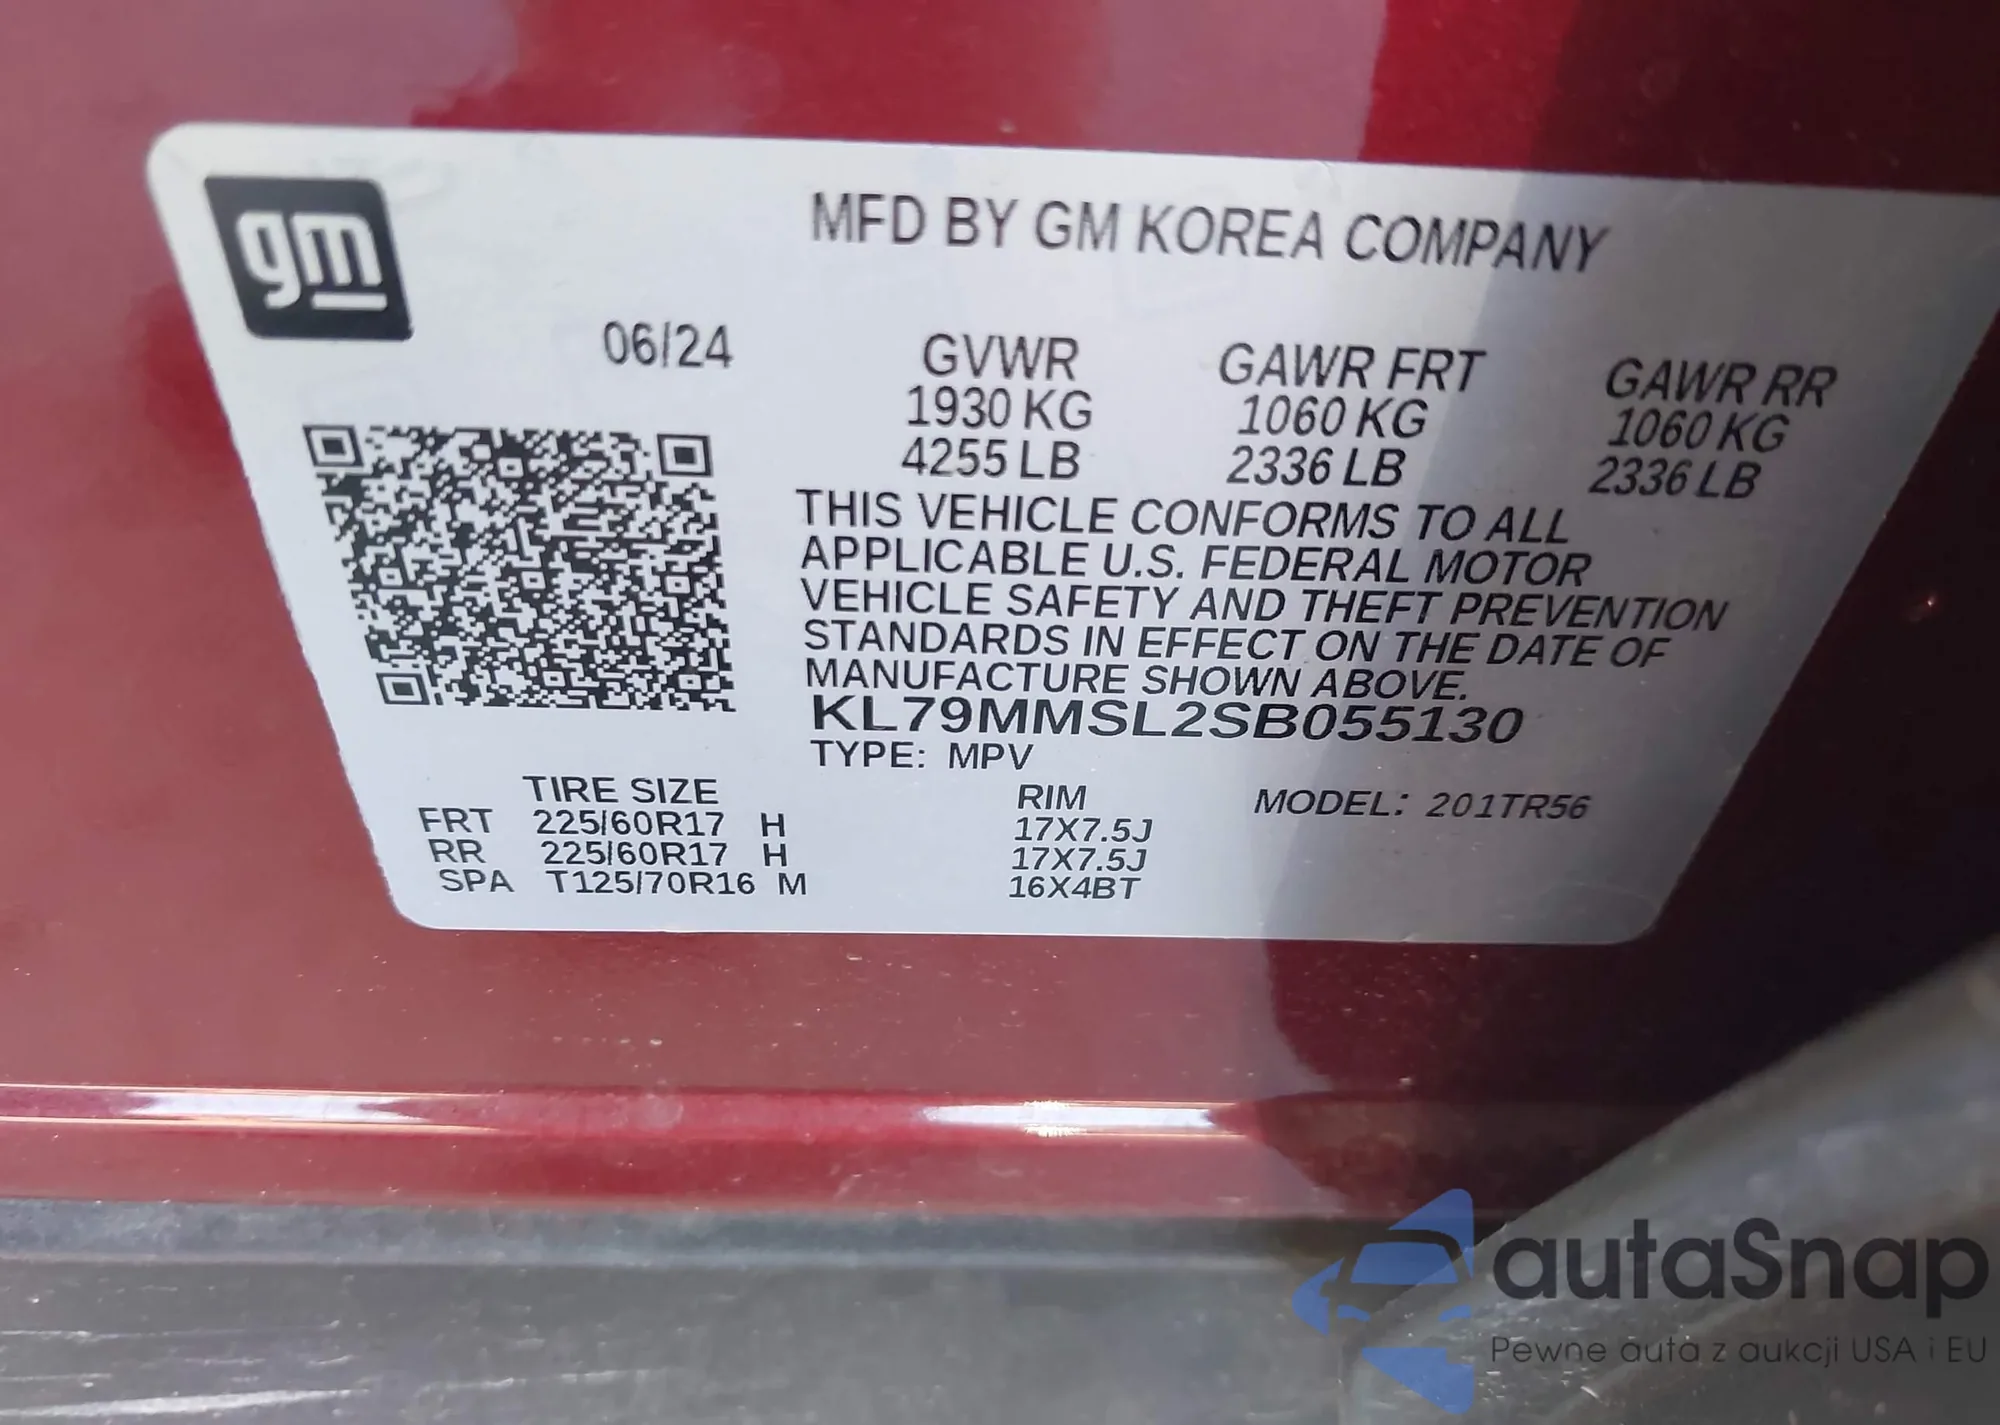 gm
MFD BY GM KOREA COMPANY
06/24 GVWR GAWR FRT GAWR RR
1930 KG 1060 KG 1060 KG
4255 LB 2336 LB 2336 LB
THIS VEHICLE CONFORMS TO ALL
APPLICABLE U.S. FEDERAL MOTOR
VEHICLE SAFETY AND THEFT PREVENTION
STANDARDS IN EFFECT ON THE DATE OF
MANUFACTURE SHOWN ABOVE.
KL79MMSL2SB055130
TYPE: MPV
TIRE SIZE RIM MODEL: 201TR56
FRT 225/60R17 H 17X7.5J
RR 225/60R17 H 17X7.5J
SPA T125/70R16 M 16X4BT
autaSnap
Pewne auta z aukcji USA i EU